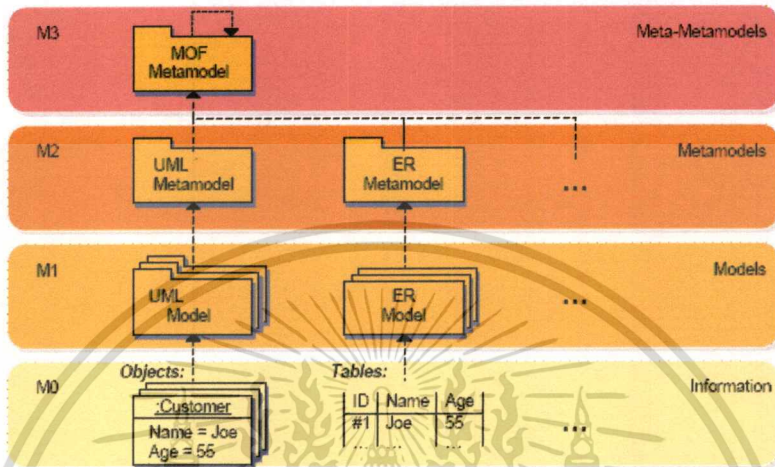 M3
MOF
Metamodel
Meta-Metamodels
M2
UML
Metamodel
ER
Metamodel
...
Metamodels
M1
UML
Model
ER
Model
...
Models
M0
Objects:
:Customer
Name = Joe
Age = 55
Tables:
ID Name Age
#1 Joe 55
... .... ...
...
Information